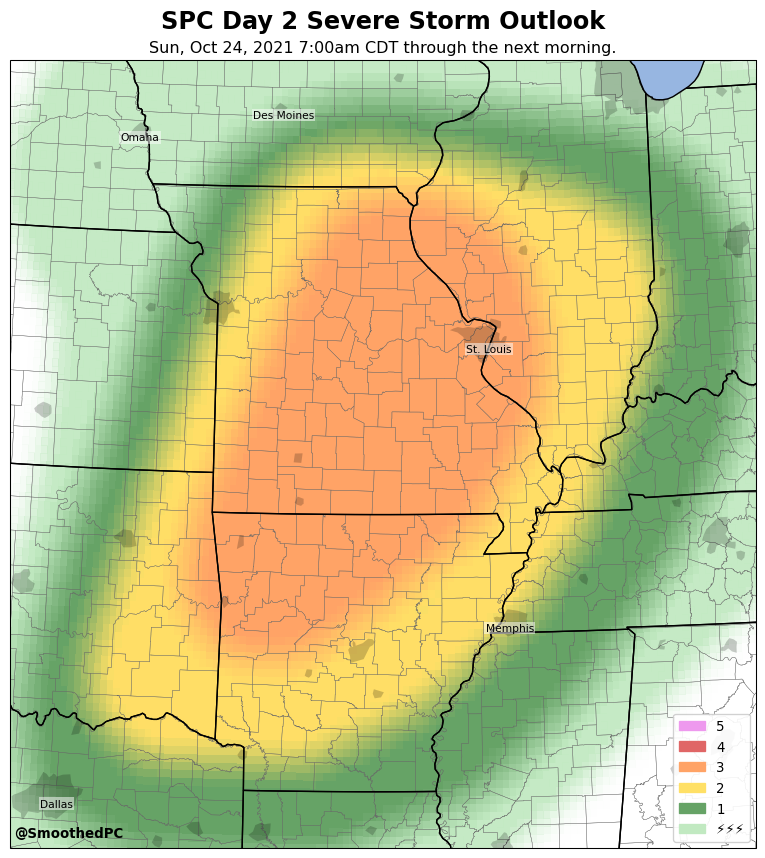 SPC Day 2 Severe Storm Outlook
Sun, Oct 24, 2021 7:00am CDT through the next morning.
Des Moines
Omaha
St. Louis
Memphis
Dallas
5
4
3
2
1
⚡⚡⚡
@SmoothedPC